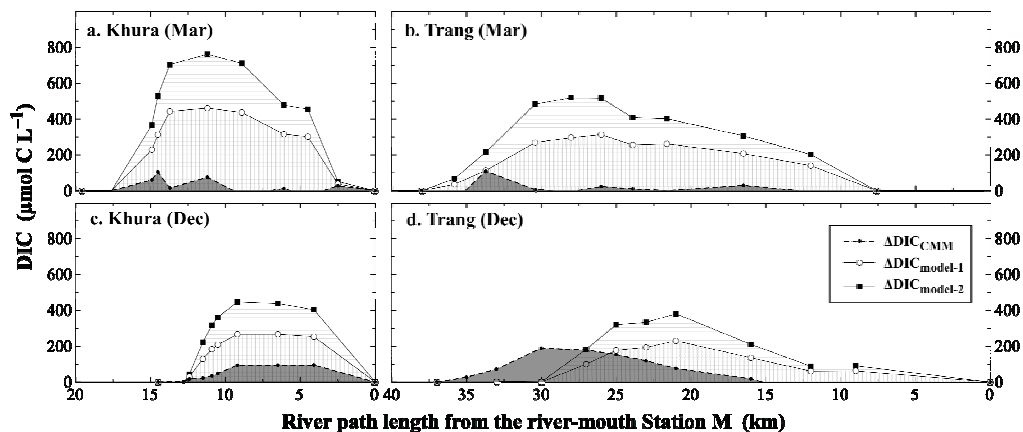 a. Khura (Mar)
b. Trang (Mar)
800
600
400
200
0
800
600
400
200
0
c. Khura (Dec)
d. Trang (Dec)
800
600
400
200
0
800
600
400
200
0
ΔDIC_CMM
ΔDIC_model-1
ΔDIC_model-2
DIC (μmol C L⁻¹)
20 15 10 5 0
40 35 30 25 20 15 10 5 0
River path length from the river-mouth Station M (km)